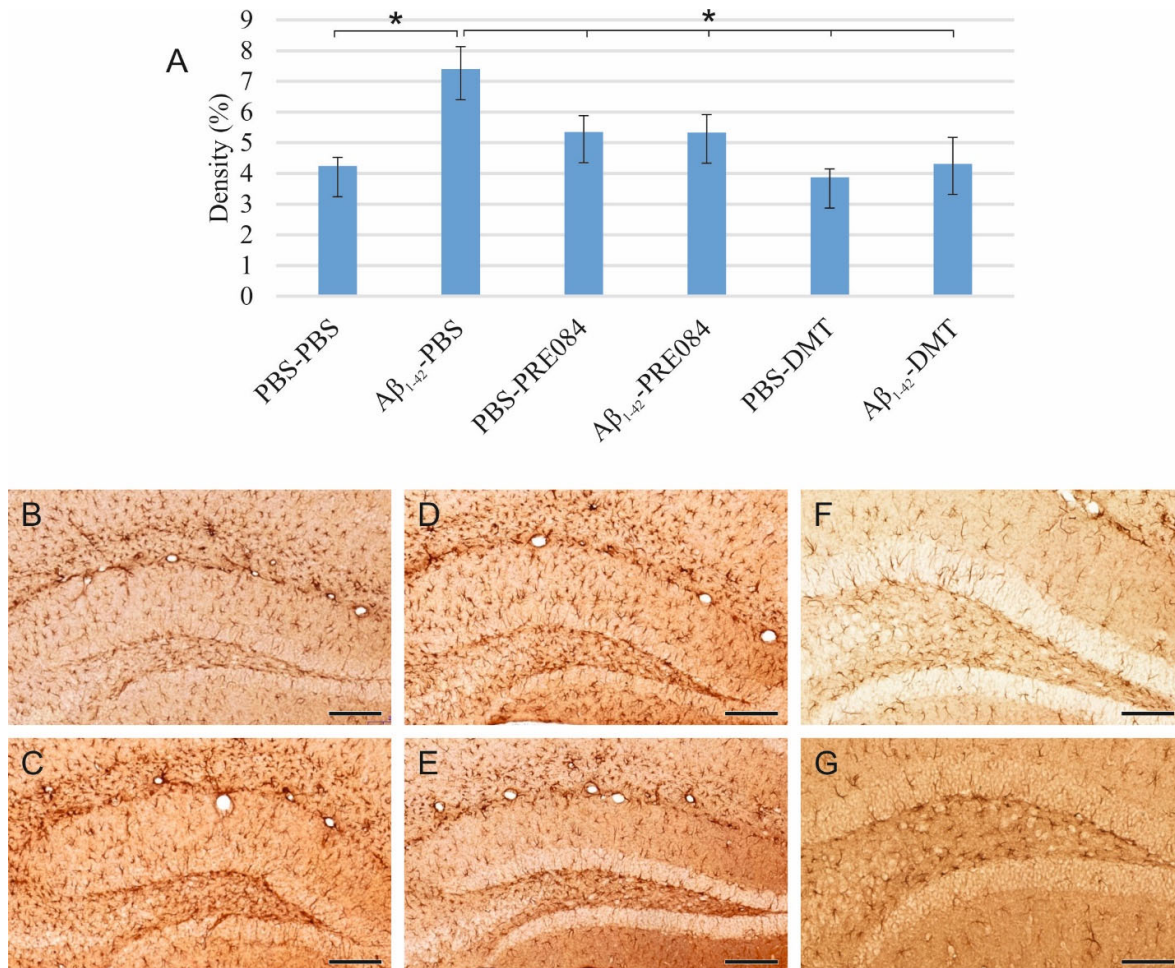 A
* *
Density (%)
9
8
7
6
5
4
3
2
1
0
PBS-PBS
Aβ₁₋₄₂-PBS
PBS-PRE084
Aβ₁₋₄₂-PRE084
PBS-DMT
Aβ₁₋₄₂-DMT
B
D
F
C
E
G